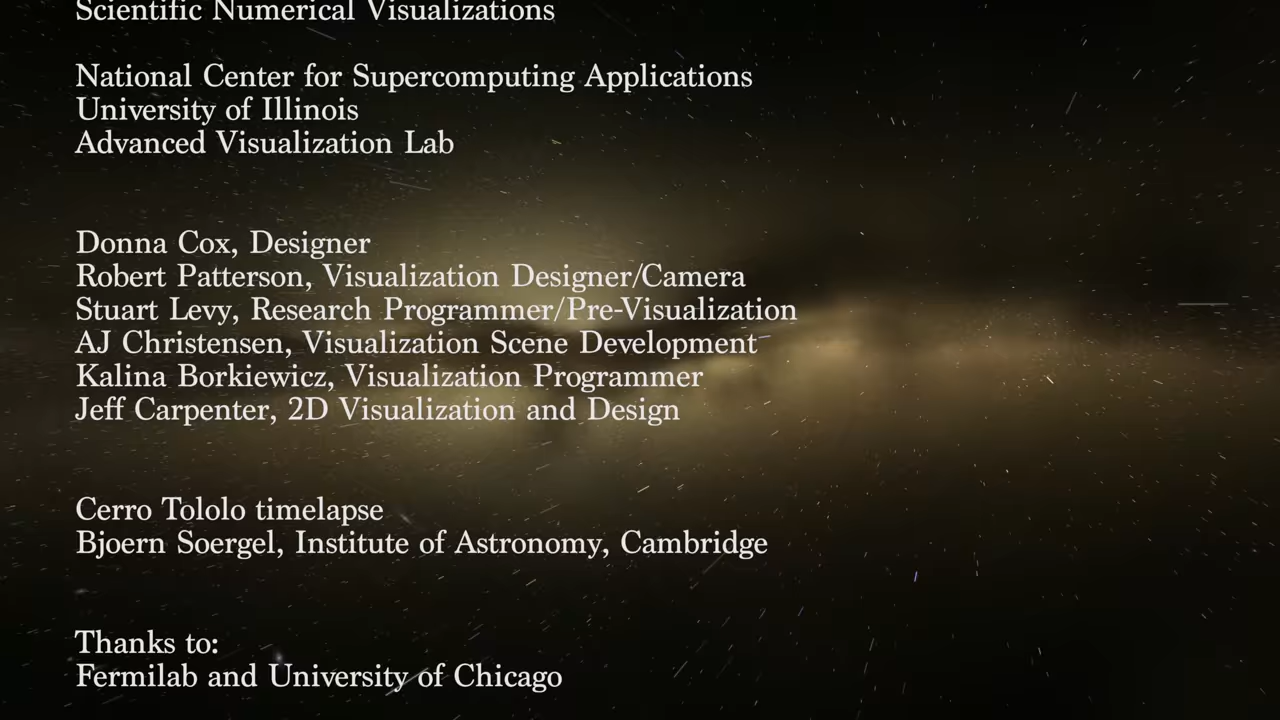 Scientific Numerical Visualizations
National Center for Supercomputing Applications
University of Illinois
Advanced Visualization Lab
Donna Cox, Designer
Robert Patterson, Visualization Designer/Camera
Stuart Levy, Research Programmer/Pre-Visualization
AJ Christensen, Visualization Scene Development
Kalina Borkiewicz, Visualization Programmer
Jeff Carpenter, 2D Visualization and Design
Cerro Tololo timelapse
Bjoern Soergel, Institute of Astronomy, Cambridge
Thanks to:
Fermilab and University of Chicago